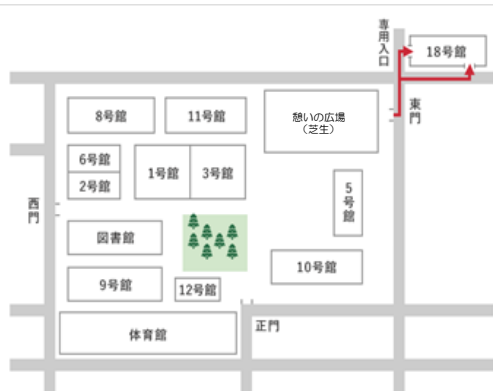 専用入口
18号館
8号館
11号館
憩いの広場
(芝生)
東門
6号館
2号館
1号館
3号館
5号館
西門
図書館
10号館
9号館
12号館
正門
体育館